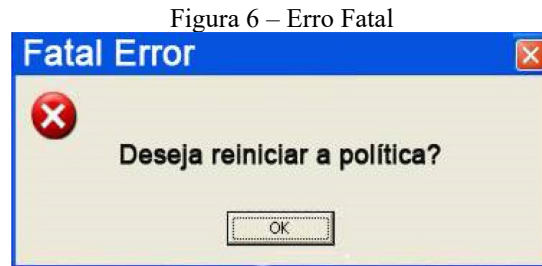 Figura 6 – Erro Fatal
Fatal Error
Deseja reiniciar a política?
OK